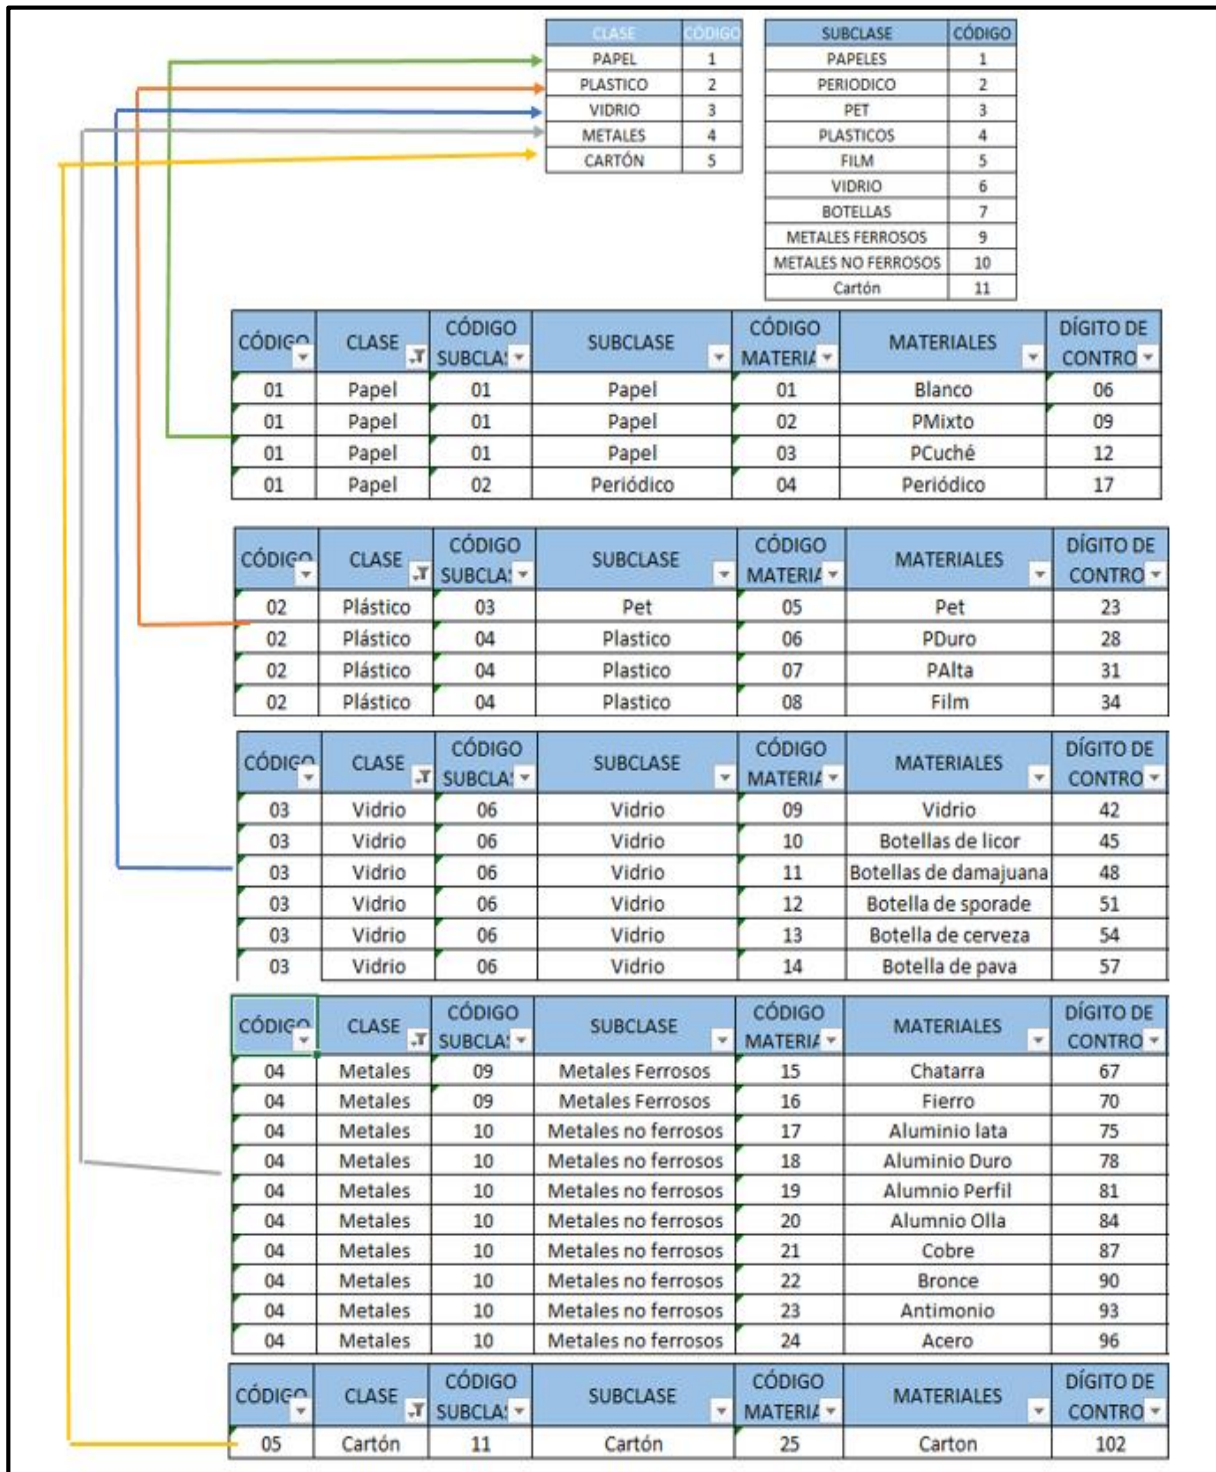 CLASE CÓDIGO
PAPEL 1
PLASTICO 2
VIDRIO 3
METALES 4
CARTÓN 5
SUBCLASE CÓDIGO
PAPELES 1
PERIODICO 2
PET 3
PLASTICOS 4
FILM 5
VIDRIO 6
BOTELLAS 7
METALES FERROSOS 9
METALES NO FERROSOS 10
Cartón 11
CÓDIGO CLASE CÓDIGO SUBCLAS SUBCLASE CÓDIGO MATERIA MATERIALES DÍGITO DE CONTRO
01 Papel 01 Papel 01 Blanco 06
01 Papel 01 Papel 02 PMixto 09
01 Papel 01 Papel 03 PCuché 12
01 Papel 02 Periódico 04 Periódico 17
CÓDIGO CLASE CÓDIGO SUBCLAS SUBCLASE CÓDIGO MATERIA MATERIALES DÍGITO DE CONTRO
02 Plástico 03 Pet 05 Pet 23
02 Plástico 04 Plastico 06 PDuro 28
02 Plástico 04 Plastico 07 PAlta 31
02 Plástico 04 Plastico 08 Film 34
CÓDIGO CLASE CÓDIGO SUBCLAS SUBCLASE CÓDIGO MATERIA MATERIALES DÍGITO DE CONTRO
03 Vidrio 06 Vidrio 09 Vidrio 42
03 Vidrio 06 Vidrio 10 Botellas de licor 45
03 Vidrio 06 Vidrio 11 Botellas de damajuana 48
03 Vidrio 06 Vidrio 12 Botella de sporade 51
03 Vidrio 06 Vidrio 13 Botella de cerveza 54
03 Vidrio 06 Vidrio 14 Botella de pava 57
CÓDIGO CLASE CÓDIGO SUBCLAS SUBCLASE CÓDIGO MATERIA MATERIALES DÍGITO DE CONTRO
04 Metales 09 Metales Ferrosos 15 Chatarra 67
04 Metales 09 Metales Ferrosos 16 Fierro 70
04 Metales 10 Metales no ferrosos 17 Aluminio lata 75
04 Metales 10 Metales no ferrosos 18 Aluminio Duro 78
04 Metales 10 Metales no ferrosos 19 Alumnio Perfil 81
04 Metales 10 Metales no ferrosos 20 Alumnio Olla 84
04 Metales 10 Metales no ferrosos 21 Cobre 87
04 Metales 10 Metales no ferrosos 22 Bronce 90
04 Metales 10 Metales no ferrosos 23 Antimonio 93
04 Metales 10 Metales no ferrosos 24 Acero 96
CÓDIGO CLASE CÓDIGO SUBCLAS SUBCLASE CÓDIGO MATERIA MATERIALES DÍGITO DE CONTRO
05 Cartón 11 Cartón 25 Carton 102